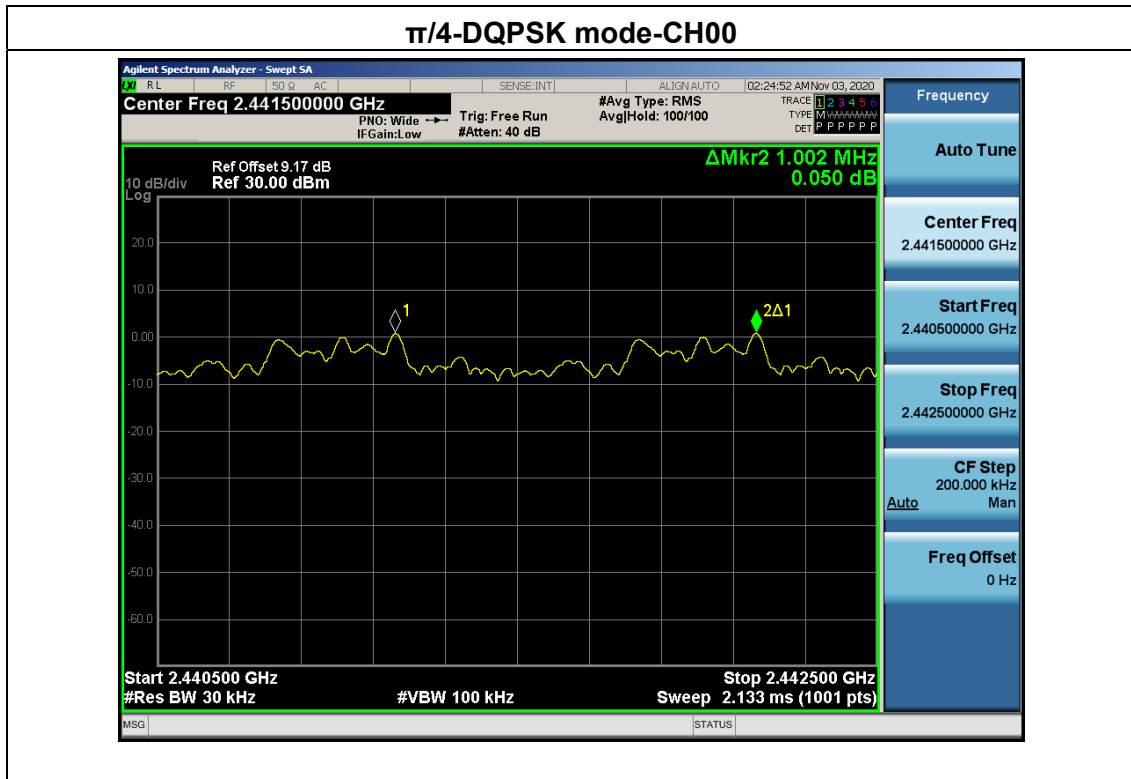 π/4-DQPSK mode-CH00
Agilent Spectrum Analyzer - Swept SA
LXI RL RF 50 Ω AC SENSE:INT ALIGN AUTO 02:24:52 AM Nov 03, 2020
Center Freq 2.441500000 GHz
PNO: Wide
IFGain:Low
Trig: Free Run
#Atten: 40 dB
#Avg Type: RMS
Avg|Hold: 100/100
TRACE 1 2 3 4 5 6
TYPE M W W W W W
DET P P P P P P
ΔMkr2 1.002 MHz
0.050 dB
Ref Offset 9.17 dB
10 dB/div Ref 30.00 dBm
Log
20.0
10.0
0.00
-10.0
-20.0
-30.0
-40.0
-50.0
-60.0
1
2Δ1
Start 2.440500 GHz Stop 2.442500 GHz
#Res BW 30 kHz #VBW 100 kHz Sweep 2.133 ms (1001 pts)
MSG STATUS
Frequency
Auto Tune
Center Freq
2.441500000 GHz
Start Freq
2.440500000 GHz
Stop Freq
2.442500000 GHz
CF Step
200.000 kHz
Auto Man
Freq Offset
0 Hz